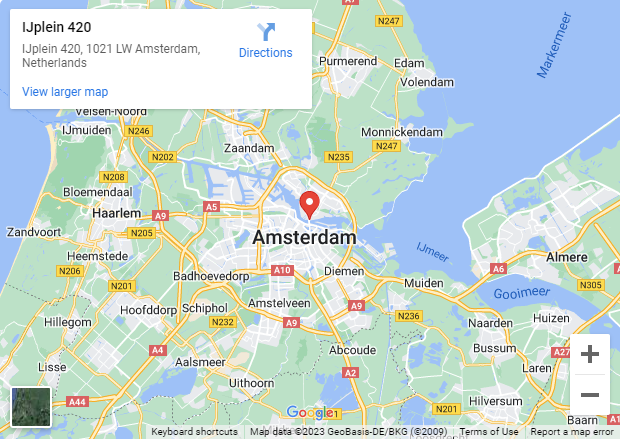 IJplein 420
IJplein 420, 1021 LW Amsterdam,
Netherlands
Directions
View larger map
Markermeer
Purmerend
N247
Edam
Volendam
Velsen-Noord
IJmuiden
N246
Monnickendam
N247
Zaandam
N202
N235
N208
Bloemendaal
A5
Haarlem
A9
Zandvoort
N205
Amsterdam
IJmeer
Heemstede
N206
N201
Badhoevedorp
A10
Diemen
A6
Almere
Muiden
N305
Gooimeer
Hoofddorp
Schiphol
Amstelveen
A9
Hillegom
N232
A9
N236
Naarden
Huizen
A4
Abcoude
Bussum
A27
Lisse
Aalsmeer
Laren
A2
Uithoorn
A44
N201
Hilversum
Baarn
Google
Keyboard shortcuts
Map data ©2023 GeoBasis-DE/BKG (©2009)
Terms of Use
Report a map error